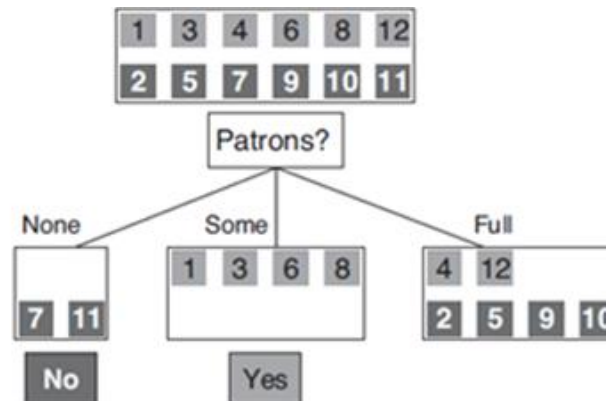 1 3 4 6 8 12
2 5 7 9 10 11
Patrons?
None Some Full
1 3 6 8 4 12
7 11 2 5 9 10
No Yes